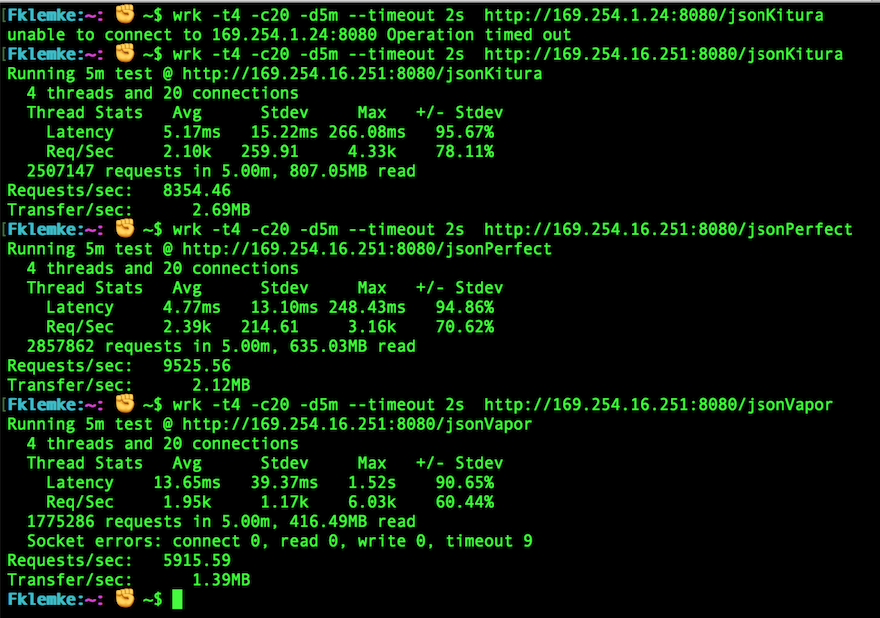 [Fklemke:~: ✊ ~$ wrk -t4 -c20 -d5m --timeout 2s  http://169.254.1.24:8080/jsonKitura
unable to connect to 169.254.1.24:8080 Operation timed out
[Fklemke:~: ✊ ~$ wrk -t4 -c20 -d5m --timeout 2s  http://169.254.16.251:8080/jsonKitura
Running 5m test @ http://169.254.16.251:8080/jsonKitura
  4 threads and 20 connections
  Thread Stats   Avg      Stdev     Max   +/- Stdev
    Latency     5.17ms   15.22ms 266.08ms   95.67%
    Req/Sec     2.10k   259.91     4.33k    78.11%
  2507147 requests in 5.00m, 807.05MB read
Requests/sec:   8354.46
Transfer/sec:      2.69MB
[Fklemke:~: ✊ ~$ wrk -t4 -c20 -d5m --timeout 2s  http://169.254.16.251:8080/jsonPerfect
Running 5m test @ http://169.254.16.251:8080/jsonPerfect
  4 threads and 20 connections
  Thread Stats   Avg      Stdev     Max   +/- Stdev
    Latency     4.77ms   13.10ms 248.43ms   94.86%
    Req/Sec     2.39k   214.61     3.16k    70.62%
  2857862 requests in 5.00m, 635.03MB read
Requests/sec:   9525.56
Transfer/sec:      2.12MB
[Fklemke:~: ✊ ~$ wrk -t4 -c20 -d5m --timeout 2s  http://169.254.16.251:8080/jsonVapor
Running 5m test @ http://169.254.16.251:8080/jsonVapor
  4 threads and 20 connections
  Thread Stats   Avg      Stdev     Max   +/- Stdev
    Latency    13.65ms   39.37ms   1.52s    90.65%
    Req/Sec     1.95k     1.17k    6.03k    60.44%
  1775286 requests in 5.00m, 416.49MB read
  Socket errors: connect 0, read 0, write 0, timeout 9
Requests/sec:   5915.59
Transfer/sec:      1.39MB
Fklemke:~: ✊ ~$